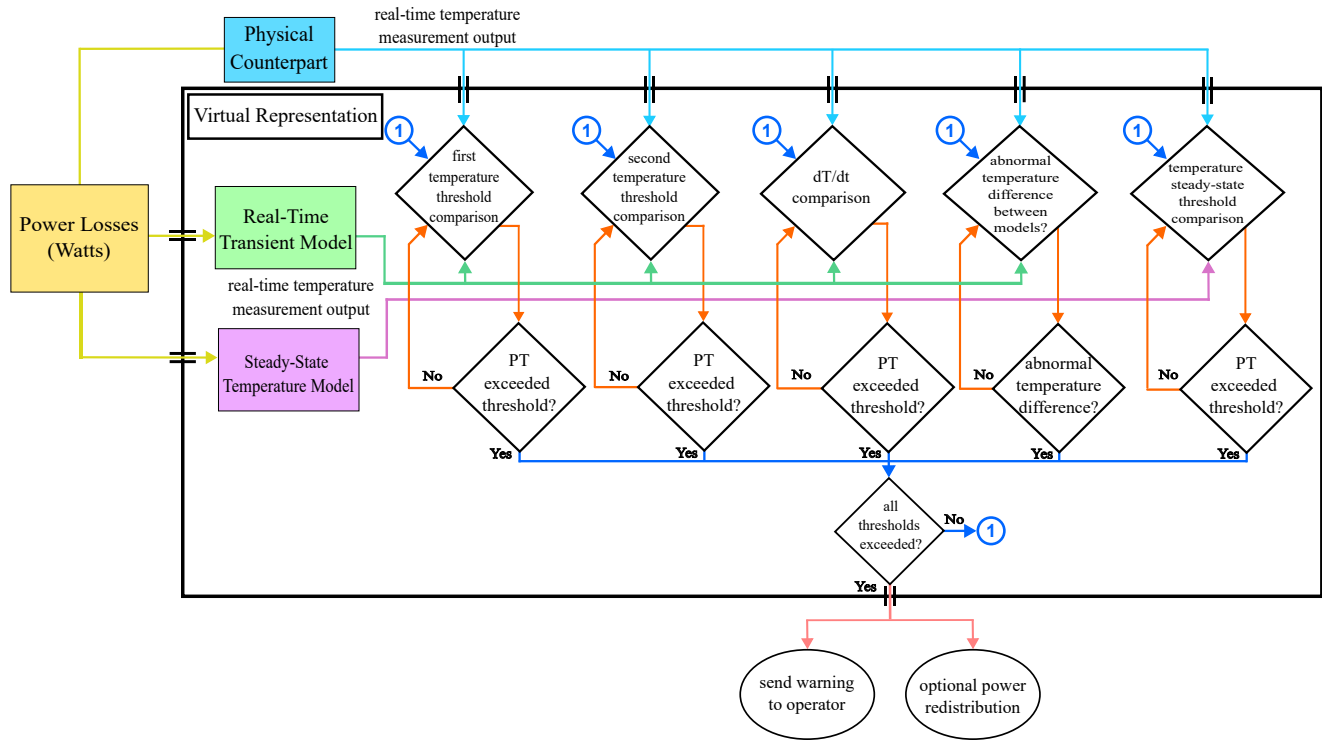 real-time temperature
measurement output
Physical
Counterpart
Virtual Representation
1
1
1
1
1
first
temperature
threshold
comparison
second
temperature
threshold
comparison
dT/dt
comparison
abnormal
temperature
difference
between
models?
temperature
steady-state
threshold
comparison
Power Losses
(Watts)
Real-Time
Transient Model
real-time temperature
measurement output
Steady-State
Temperature Model
No
PT
exceeded
threshold?
Yes
No
PT
exceeded
threshold?
Yes
No
PT
exceeded
threshold?
Yes
No
abnormal
temperature
difference?
Yes
No
PT
exceeded
threshold?
Yes
all
thresholds
exceeded?
No
1
Yes
send warning
to operator
optional power
redistribution